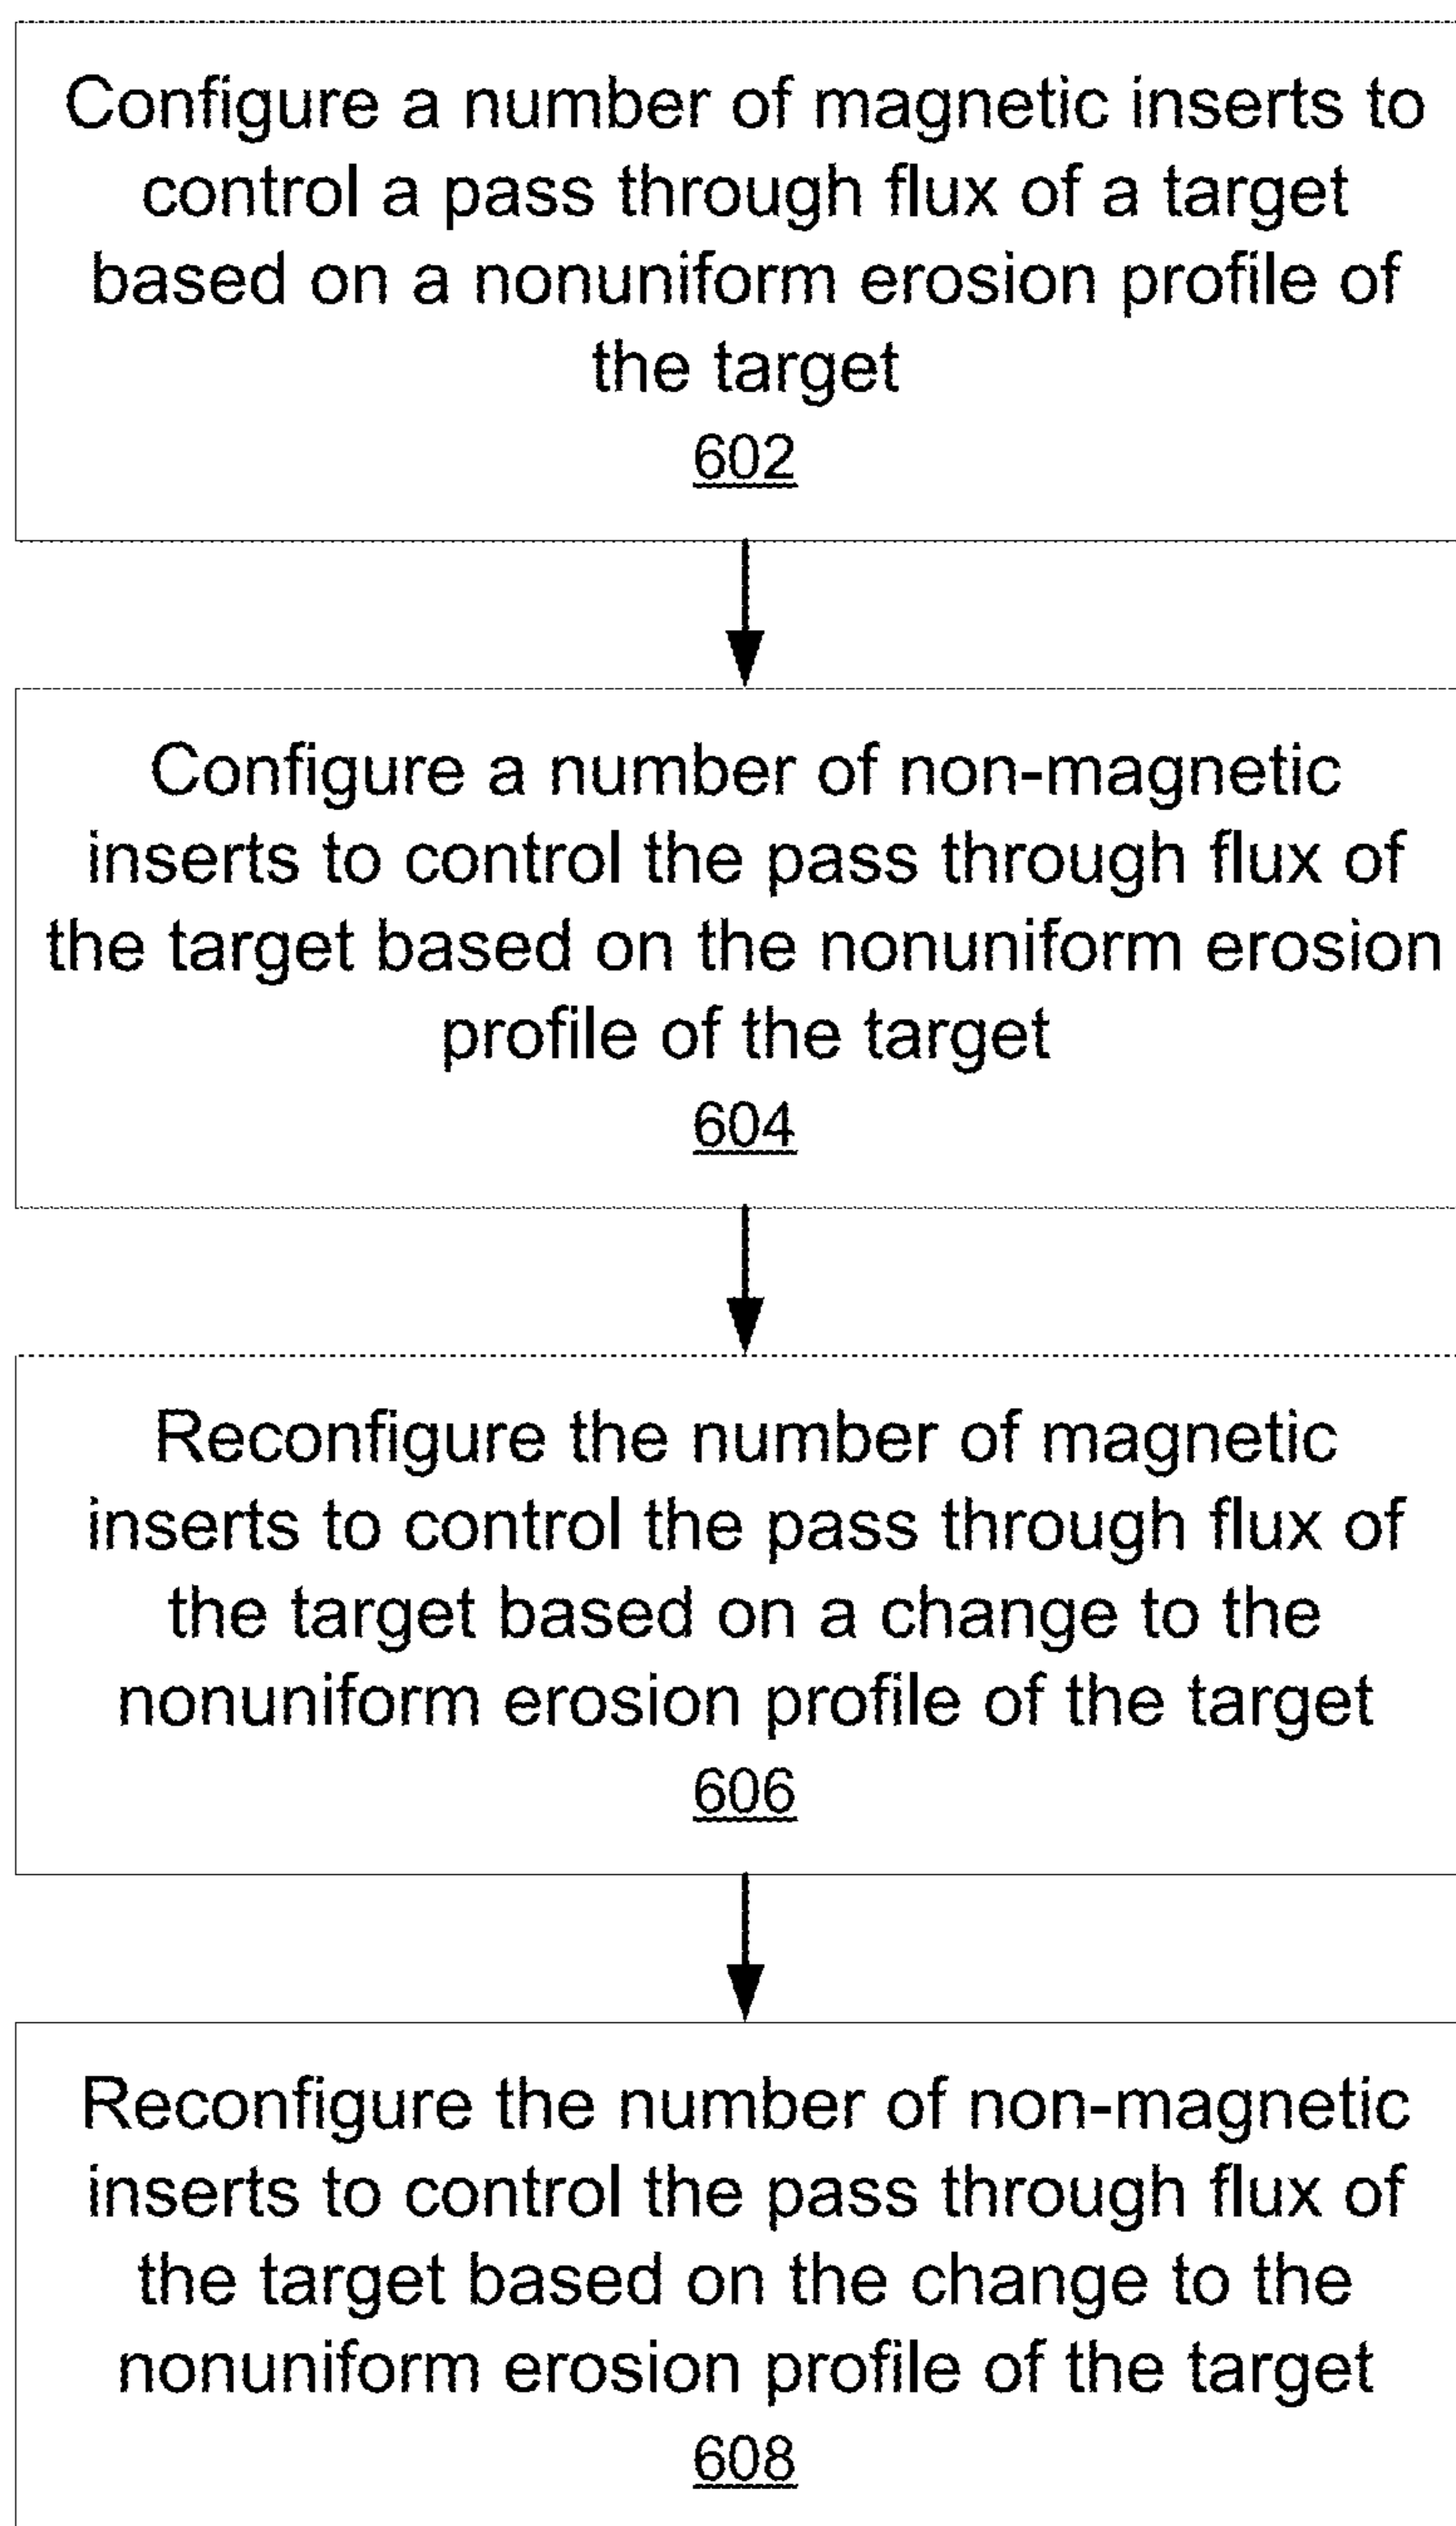 Configure a number of magnetic inserts to
control a pass through flux of a target
based on a nonuniform erosion profile of
the target
602
Configure a number of non-magnetic
inserts to control the pass through flux of
the target based on the nonuniform erosion
profile of the target
604
Reconfigure the number of magnetic
inserts to control the pass through flux of
the target based on a change to the
nonuniform erosion profile of the target
606
Reconfigure the number of non-magnetic
inserts to control the pass through flux of
the target based on the change to the
nonuniform erosion profile of the target
608